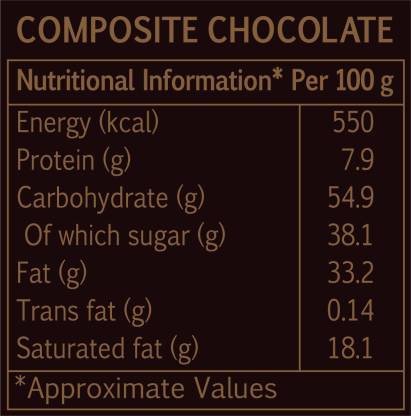 COMPOSITE CHOCOLATE
Nutritional Information* Per 100 g
Energy (kcal) 550
Protein (g) 7.9
Carbohydrate (g) 54.9
Of which sugar (g) 38.1
Fat (g) 33.2
Trans fat (g) 0.14
Saturated fat (g) 18.1
*Approximate Values